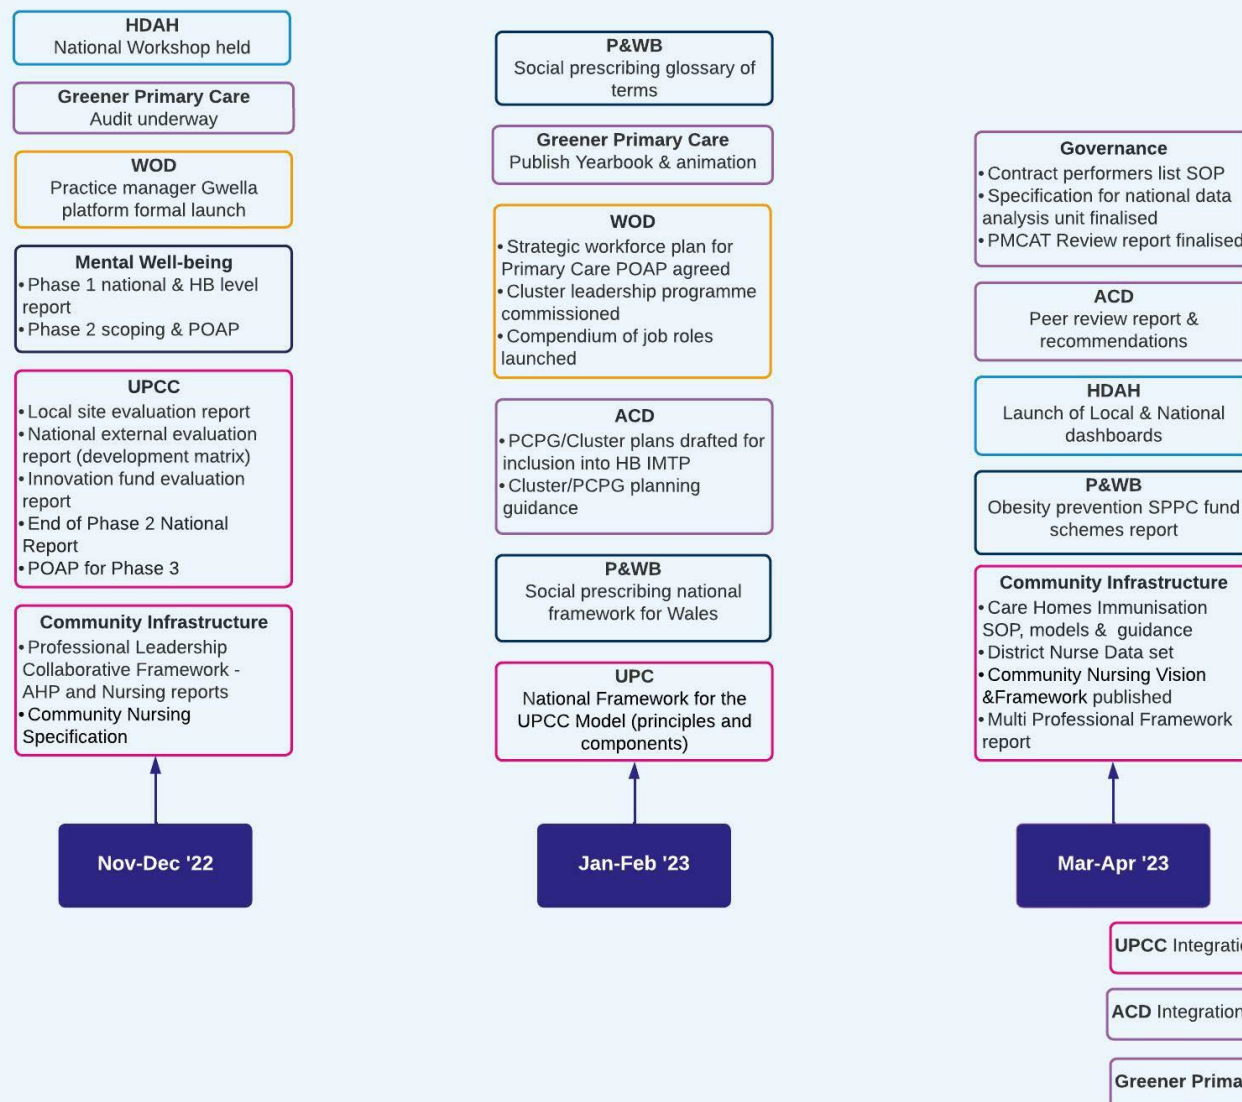 HDAH
National Workshop held
Greener Primary Care
Audit underway
WOD
Practice manager Gwella
platform formal launch
Mental Well-being
• Phase 1 national & HB level
report
• Phase 2 scoping & POAP
UPCC
• Local site evaluation report
• National external evaluation
report (development matrix)
• Innovation fund evaluation
report
• End of Phase 2 National
Report
• POAP for Phase 3
Community Infrastructure
• Professional Leadership
Collaborative Framework -
AHP and Nursing reports
• Community Nursing
Specification
Nov-Dec '22
P&WB
Social prescribing glossary of
terms
Greener Primary Care
Publish Yearbook & animation
WOD
• Strategic workforce plan for
Primary Care POAP agreed
• Cluster leadership programme
commissioned
• Compendium of job roles
launched
ACD
• PCPG/Cluster plans drafted for
inclusion into HB IMTP
• Cluster/PCPG planning
guidance
P&WB
Social prescribing national
framework for Wales
UPC
National Framework for the
UPCC Model (principles and
components)
Jan-Feb '23
Governance
• Contract performers list SOP
• Specification for national data
analysis unit finalised
• PMCAT Review report finalised
ACD
Peer review report &
recommendations
HDAH
Launch of Local & National
dashboards
P&WB
Obesity prevention SPPC fund
schemes report
Community Infrastructure
• Care Homes Immunisation
SOP, models & guidance
• District Nurse Data set
• Community Nursing Vision
&Framework published
• Multi Professional Framework
report
Mar-Apr '23
UPCC
ACD Integration
Greener